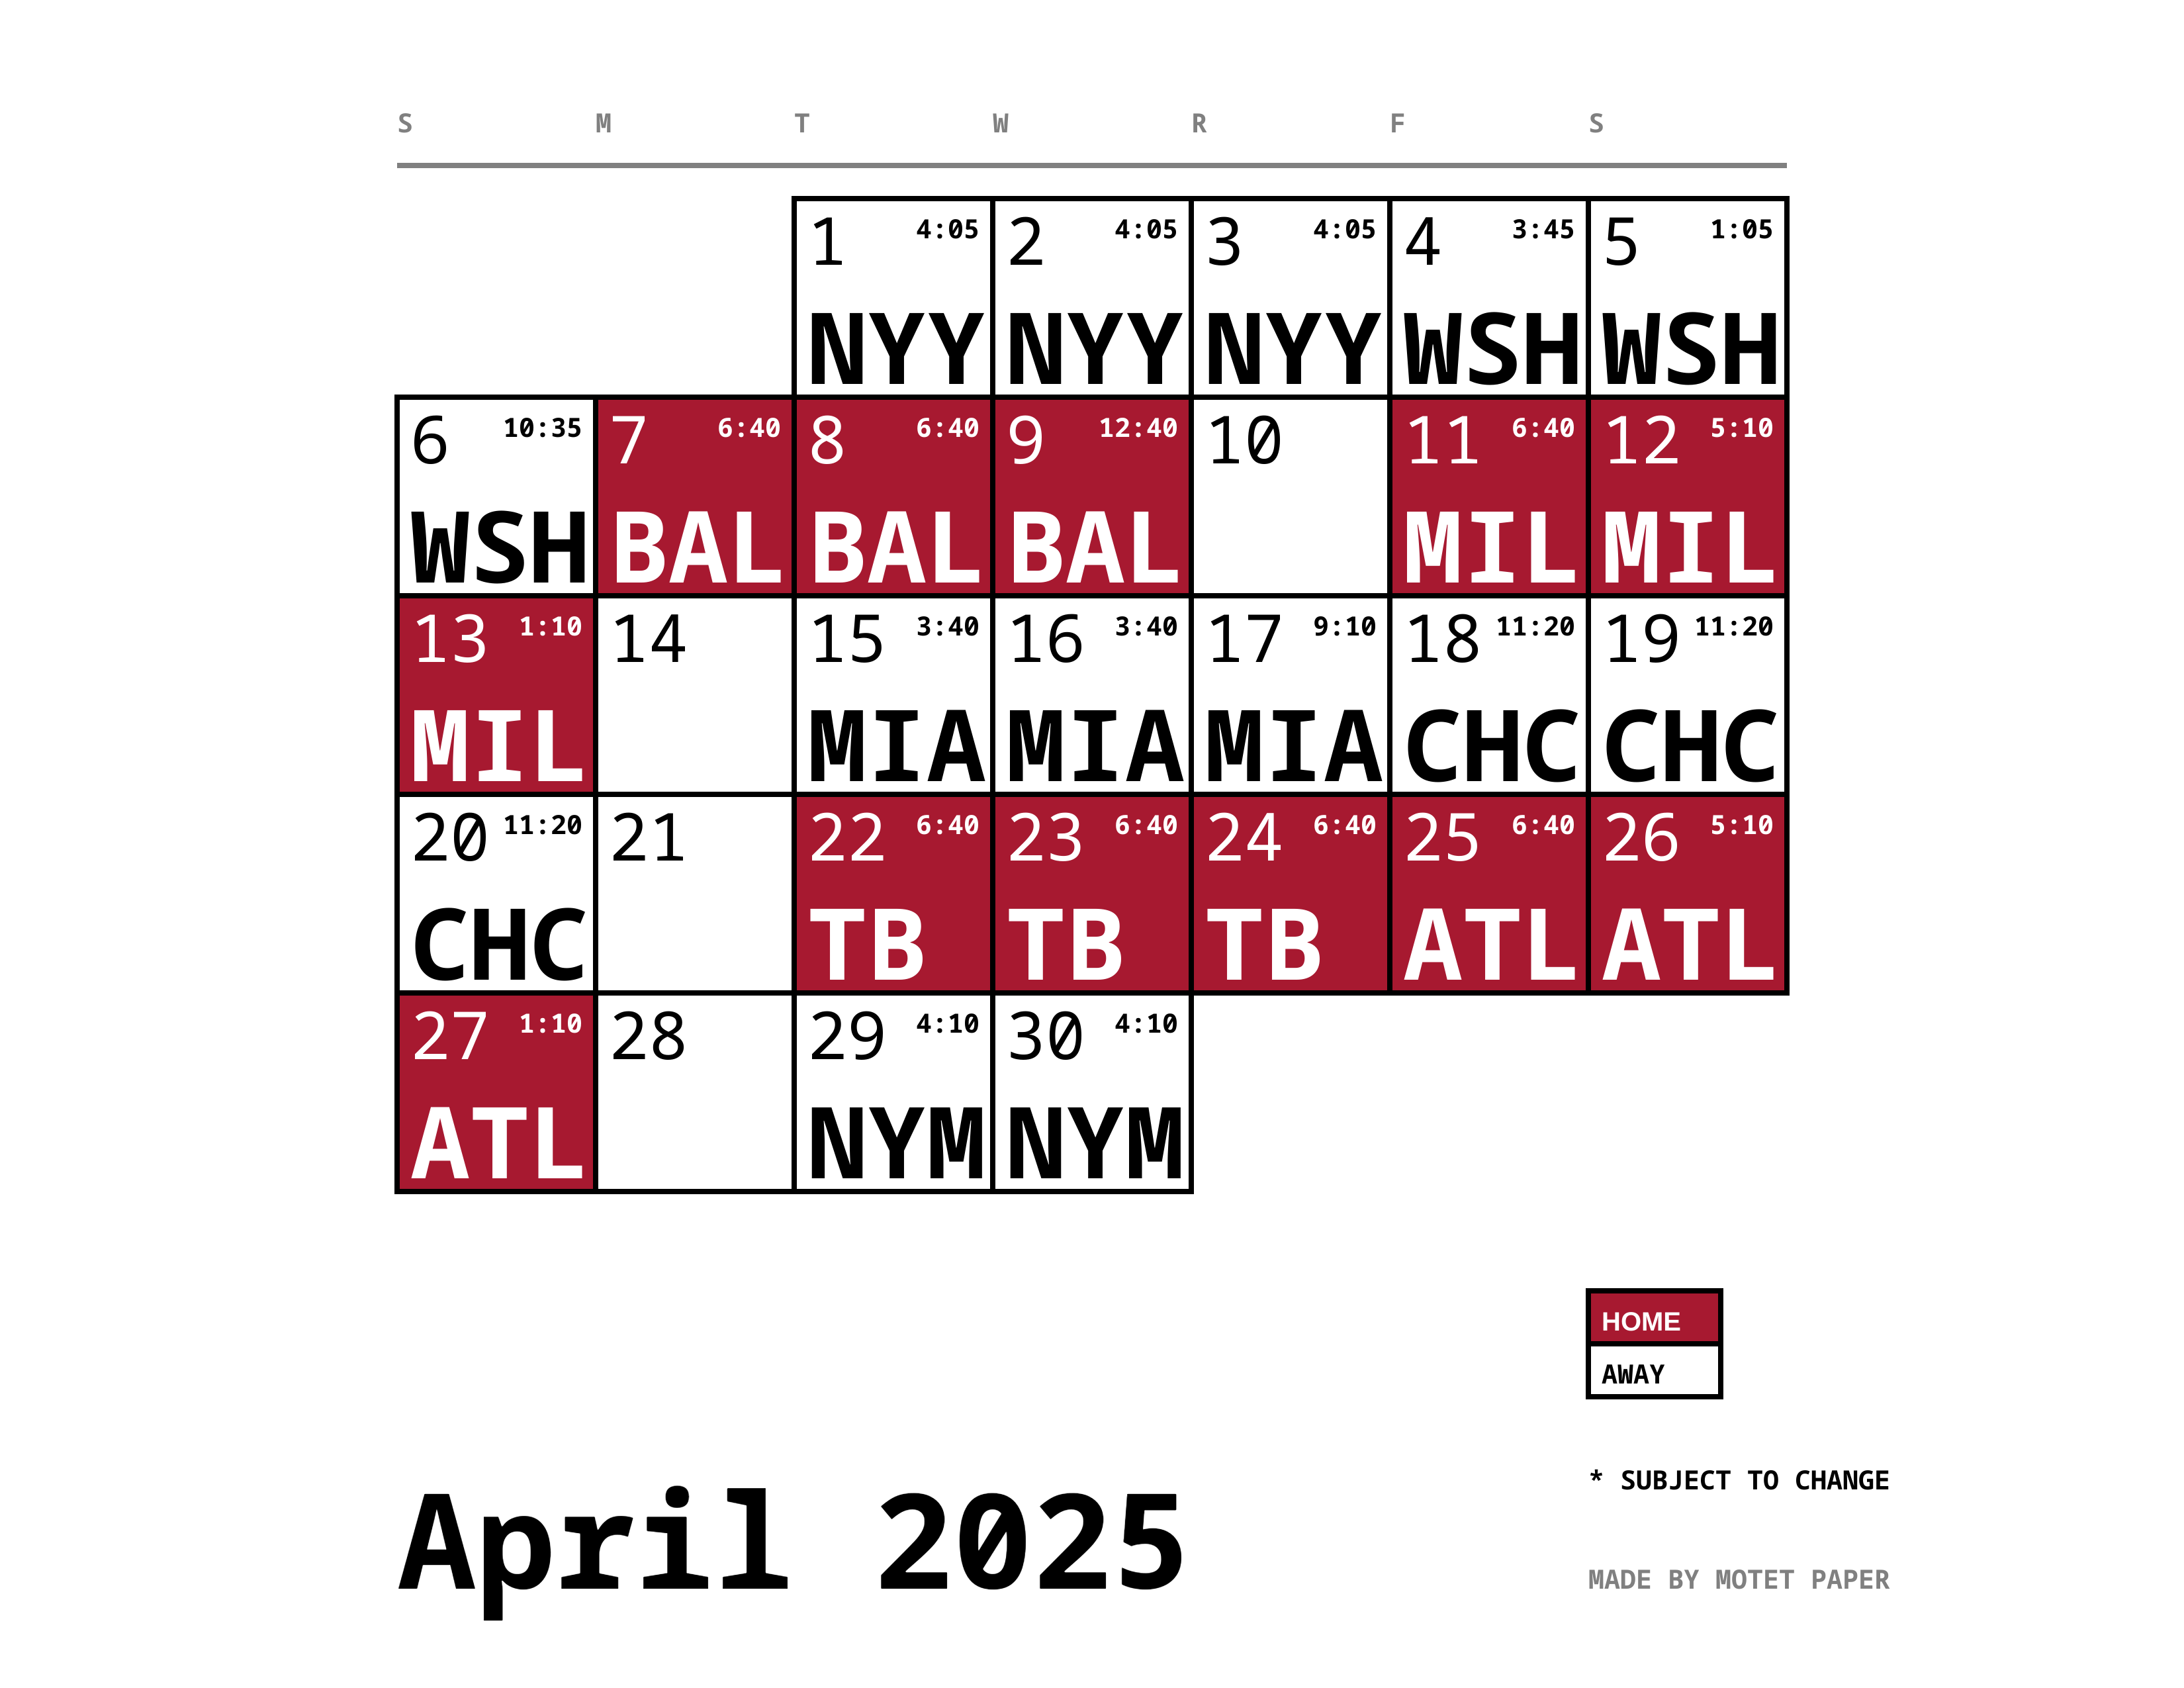 S M T W R F S
1 4:05 2 4:05 3 4:05 4 3:45 5 1:05
NYY NYY NYY WSH WSH
6 10:35 7 6:40 8 6:40 9 12:40 10 11 6:40 12 5:10
WSH BAL BAL BAL MIL MIL
13 1:10 14 15 3:40 16 3:40 17 9:10 18 11:20 19 11:20
MIL MIA MIA MIA CHC CHC
20 11:20 21 22 6:40 23 6:40 24 6:40 25 6:40 26 5:10
CHC TB TB TB ATL ATL
27 1:10 28 29 4:10 30 4:10
ATL NYM NYM
HOME
AWAY
* SUBJECT TO CHANGE
April 2025
MADE BY MOTET PAPER